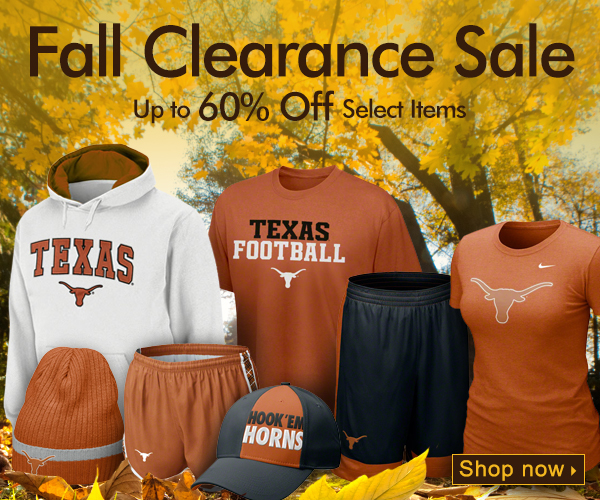 Fall Clearance Sale
Up to 60% Off Select Items
TEXAS
TEXAS
FOOTBALL
HOOK'EM
HORNS
Shop now